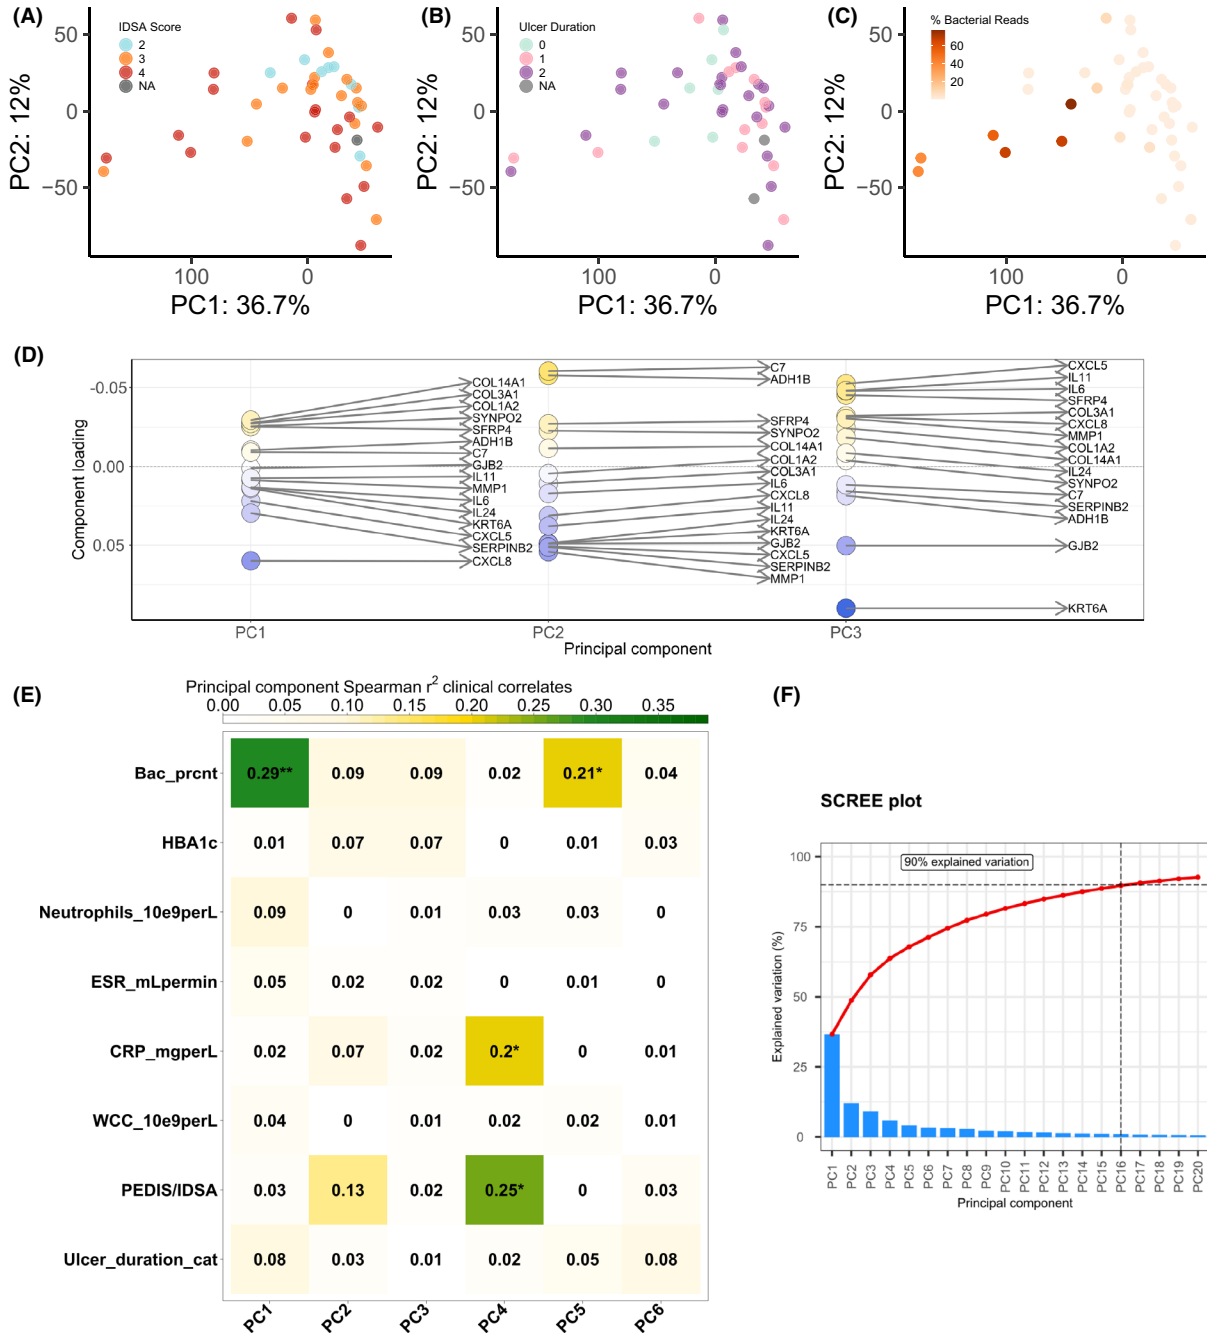 (A)
IDSA Score
2
3
4
NA
50
0
−50
PC2: 12%
100
0
PC1: 36.7%
(B)
Ulcer Duration
0
1
2
NA
50
0
−50
PC2: 12%
100
0
PC1: 36.7%
(C)
% Bacterial Reads
60
40
20
50
0
−50
PC2: 12%
100
0
PC1: 36.7%
(D)
Component loading
-0.05
0.00
0.05
COL14A1
COL3A1
COL1A2
SYNPO2
SFRP4
ADH1B
C7
GJB2
IL11
MMP1
IL6
IL24
KRT6A
CXCL5
SERPINB2
CXCL8
C7
ADH1B
SFRP4
SYNPO2
COL14A1
COL1A2
COL3A1
IL6
CXCL8
IL11
IL24
KRT6A
GJB2
CXCL5
SERPINB2
MMP1
CXCL5
IL11
IL6
SFRP4
COL3A1
CXCL8
MMP1
COL1A2
COL14A1
IL24
SYNPO2
C7
SERPINB2
ADH1B
GJB2
KRT6A
PC1 PC2 PC3
Principal component
(E)
Principal component Spearman r² clinical correlates
0.00 0.05 0.10 0.15 0.20 0.25 0.30 0.35
Bac_prcnt 0.29** 0.09 0.09 0.02 0.21* 0.04
HBA1c 0.01 0.07 0.07 0 0.01 0.03
Neutrophils_10e9perL 0.09 0 0.01 0.03 0.03 0
ESR_mLpermin 0.05 0.02 0.02 0 0.01 0
CRP_mgperL 0.02 0.07 0.02 0.2* 0 0.01
WCC_10e9perL 0.04 0 0.01 0.02 0.02 0.01
PEDIS/IDSA 0.03 0.13 0.02 0.25* 0 0.03
Ulcer_duration_cat 0.08 0.03 0.01 0.02 0.05 0.08
PC1 PC2 PC3 PC4 PC5 PC6
(F)
SCREE plot
90% explained variation
100
75
50
25
0
Explained variation (%)
PC1 PC2 PC3 PC4 PC5 PC6 PC7 PC8 PC9 PC10 PC11 PC12 PC13 PC14 PC15 PC16 PC17 PC18 PC19 PC20
Principal component